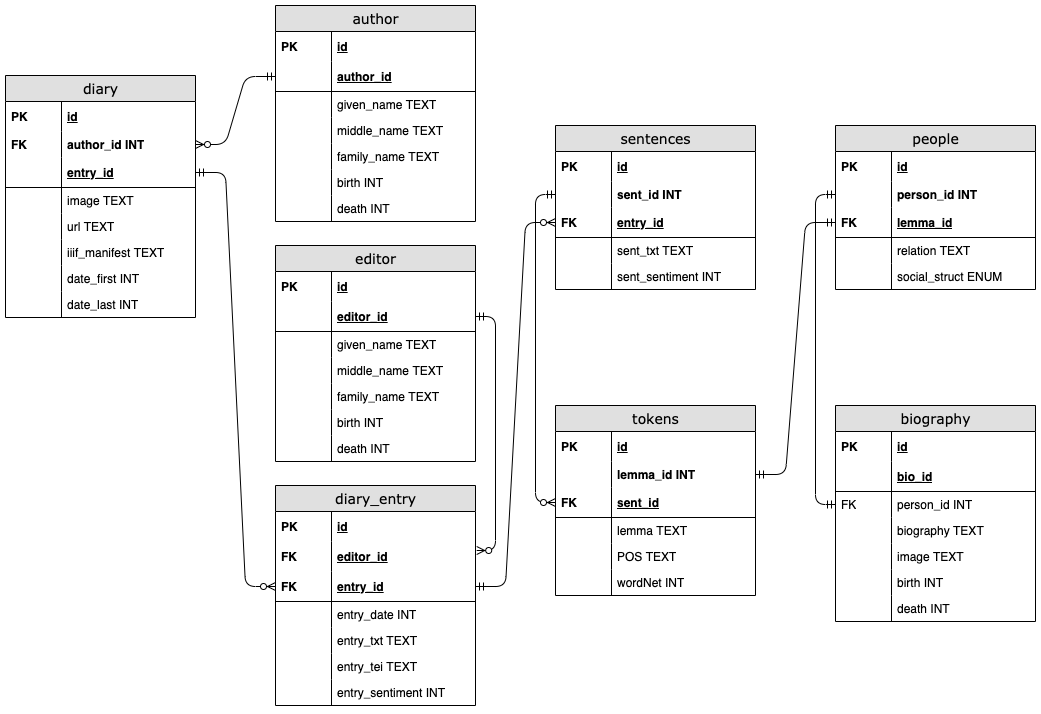 diary
PK id
FK author_id INT
entry_id
image TEXT
url TEXT
iiif_manifest TEXT
date_first INT
date_last INT
author
PK id
author_id
given_name TEXT
middle_name TEXT
family_name TEXT
birth INT
death INT
editor
PK id
editor_id
given_name TEXT
middle_name TEXT
family_name TEXT
birth INT
death INT
diary_entry
PK id
FK editor_id
FK entry_id
entry_date INT
entry_txt TEXT
entry_tei TEXT
entry_sentiment INT
sentences
PK id
sent_id INT
FK entry_id
sent_txt TEXT
sent_sentiment INT
tokens
PK id
lemma_id INT
FK sent_id
lemma TEXT
POS TEXT
wordNet INT
people
PK id
person_id INT
FK lemma_id
relation TEXT
social_struct ENUM
biography
PK id
bio_id
FK person_id INT
biography TEXT
image TEXT
birth INT
death INT